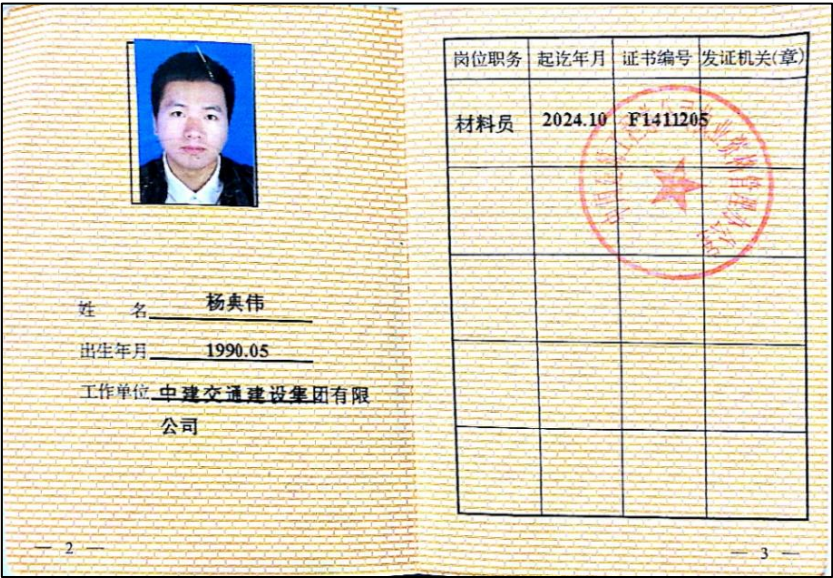 姓 名 杨典伟
出生年月 1990.05
工作单位 中建交通建设集团有限
公司
— 2 —
岗位职务 起讫年月 证书编号 发证机关(章)
材料员 2024.10 F1411205
— 3 —